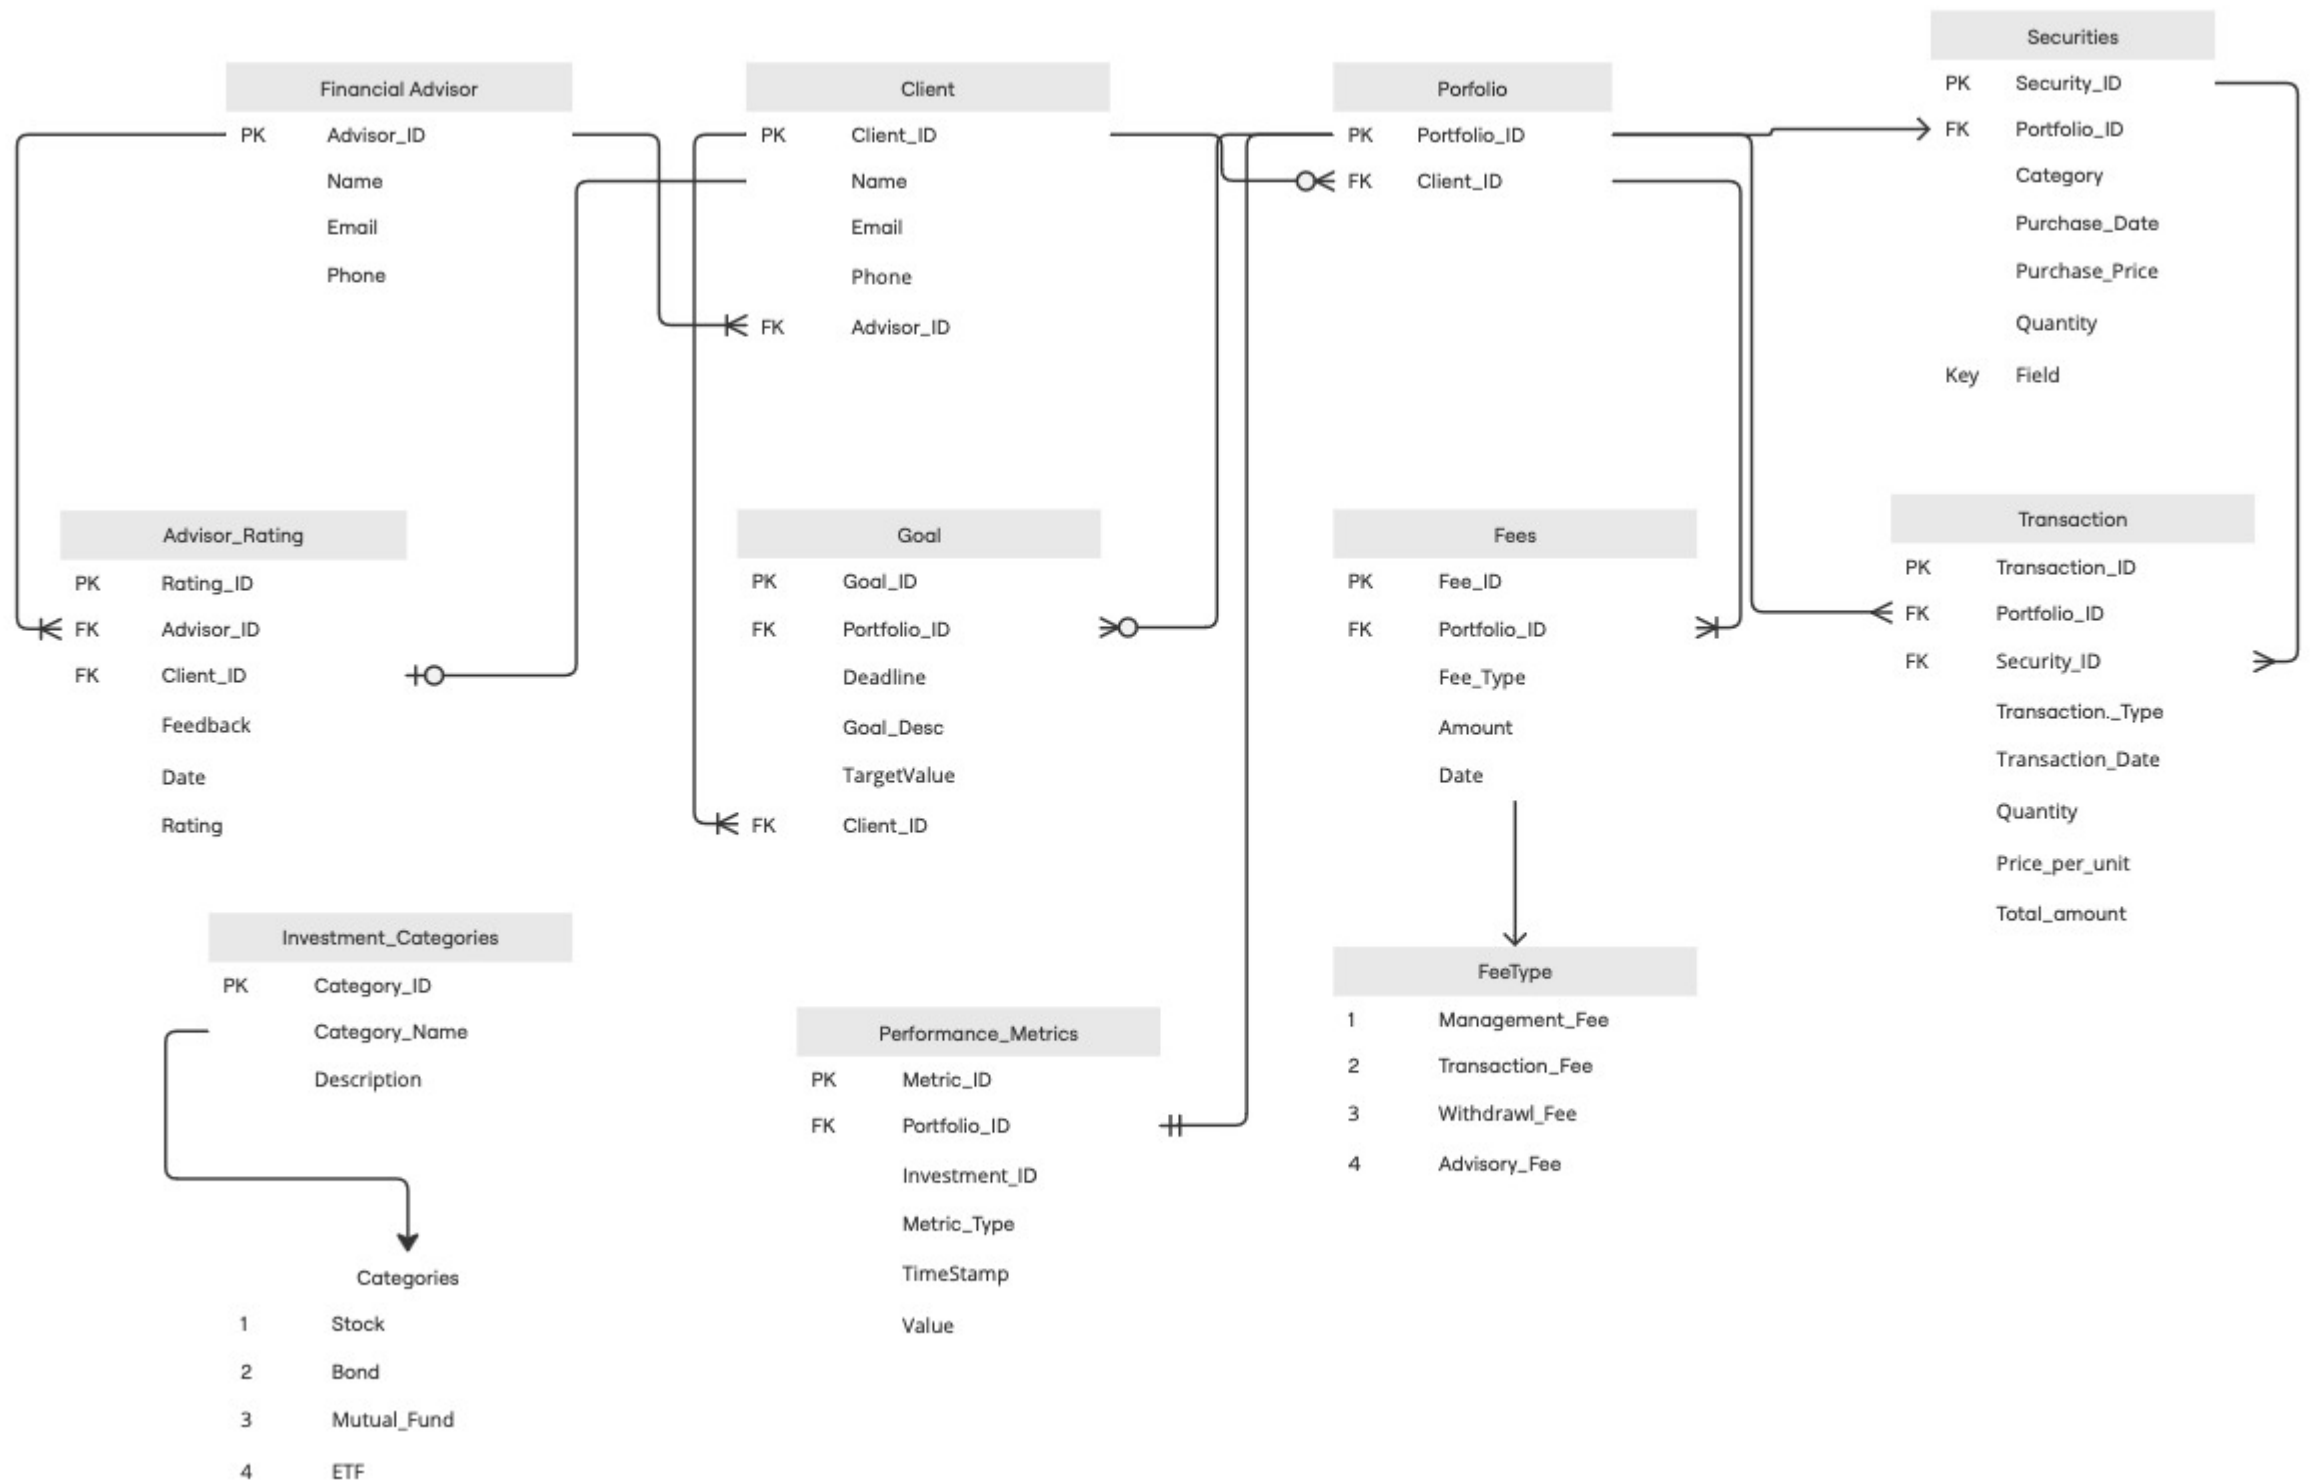 Financial Advisor
PK Advisor_ID
Name
Email
Phone
Client
PK Client_ID
Name
Email
Phone
FK Advisor_ID
Porfolio
PK Portfolio_ID
FK Client_ID
Securities
PK Security_ID
FK Portfolio_ID
Category
Purchase_Date
Purchase_Price
Quantity
Key Field
Advisor_Rating
PK Rating_ID
FK Advisor_ID
FK Client_ID
Feedback
Date
Rating
Goal
PK Goal_ID
FK Portfolio_ID
Deadline
Goal_Desc
TargetValue
FK Client_ID
Fees
PK Fee_ID
FK Portfolio_ID
Fee_Type
Amount
Date
Transaction
PK Transaction_ID
FK Portfolio_ID
FK Security_ID
Transaction._Type
Transaction_Date
Quantity
Price_per_unit
Total_amount
Investment_Categories
PK Category_ID
Category_Name
Description
Performance_Metrics
PK Metric_ID
FK Portfolio_ID
Investment_ID
Metric_Type
TimeStamp
Value
FeeType
1 Management_Fee
2 Transaction_Fee
3 Withdrawl_Fee
4 Advisory_Fee
Categories
1 Stock
2 Bond
3 Mutual_Fund
4 ETF